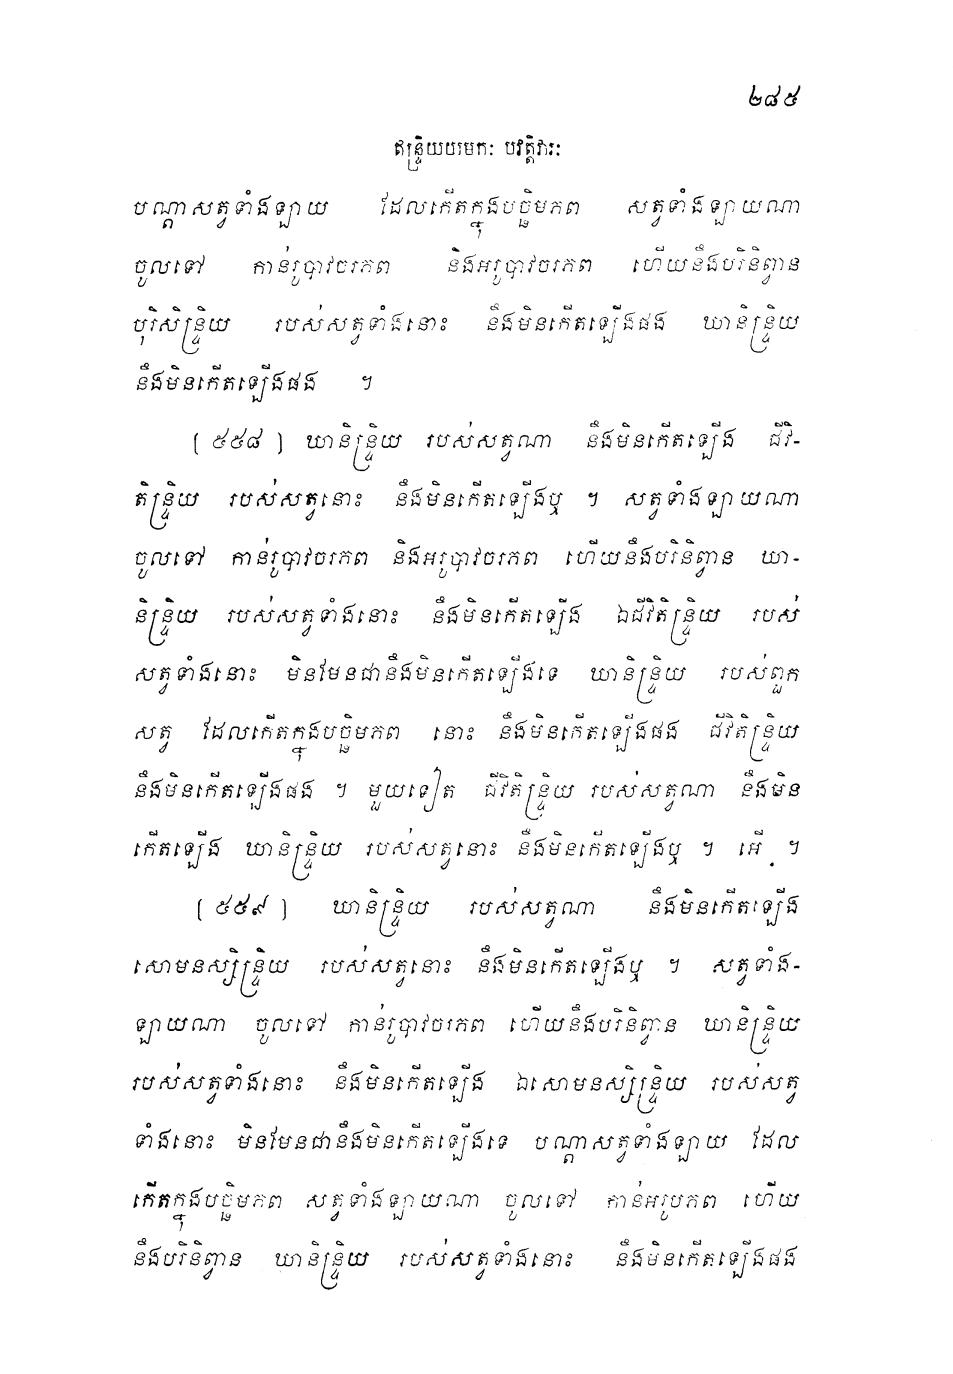 ២៨៥
ឥន្ទ្រិយយមកៈ បវត្តិវារៈ
បណ្តាសត្វទាំងឡាយ ដែលកើតក្នុងបច្ឆិមភព សត្វទាំងឡាយណា
ចូលទៅ កាន់រូបាវចរភព និងអរូបាវចរភព ហើយនឹងបរិនិព្វាន
បុរិសិន្ទ្រិយ របស់សត្វទាំងនោះ នឹងមិនកើតឡើងផង ឃានិន្ទ្រិយ
នឹងមិនកើតឡើងផង ។
(៥៥៨) ឃានិន្ទ្រិយ របស់សត្វណា នឹងមិនកើតឡើង ជីវិ-
តិន្ទ្រិយ របស់សត្វនោះ នឹងមិនកើតឡើងឬ ។ សត្វទាំងឡាយណា
ចូលទៅ កាន់រូបាវចរភព និងអរូបាវចរភព ហើយនឹងបរិនិព្វាន ឃា-
និន្ទ្រិយ របស់សត្វទាំងនោះ នឹងមិនកើតឡើង ឯជីវិតិន្ទ្រិយ របស់
សត្វទាំងនោះ មិនមែនជានឹងមិនកើតឡើងទេ ឃានិន្ទ្រិយ របស់ពួក
សត្វ ដែលកើតក្នុងបច្ឆិមភព នោះ នឹងមិនកើតឡើងផង ជីវិតិន្ទ្រិយ
នឹងមិនកើតឡើងផង ។ មួយទៀត ជីវិតិន្ទ្រិយ របស់សត្វណា នឹងមិន
កើតឡើង ឃានិន្ទ្រិយ របស់សត្វនោះ នឹងមិនកើតឡើងឬ ។ អើ ។
(៥៥៩) ឃានិន្ទ្រិយ របស់សត្វណា នឹងមិនកើតឡើង
សោមនស្សិន្ទ្រិយ របស់សត្វនោះ នឹងមិនកើតឡើងឬ ។ សត្វទាំង-
ឡាយណា ចូលទៅ កាន់រូបាវចរភព ហើយនឹងបរិនិព្វាន ឃានិន្ទ្រិយ
របស់សត្វទាំងនោះ នឹងមិនកើតឡើង ឯសោមនស្សិន្ទ្រិយ របស់សត្វ
ទាំងនោះ មិនមែនជានឹងមិនកើតឡើងទេ បណ្តាសត្វទាំងឡាយ ដែល
កើតក្នុងបច្ឆិមភព សត្វទាំងឡាយណា ចូលទៅ កាន់អរូបភព ហើយ
នឹងបរិនិព្វាន ឃានិន្ទ្រិយ របស់សត្វទាំងនោះ នឹងមិនកើតឡើងផង